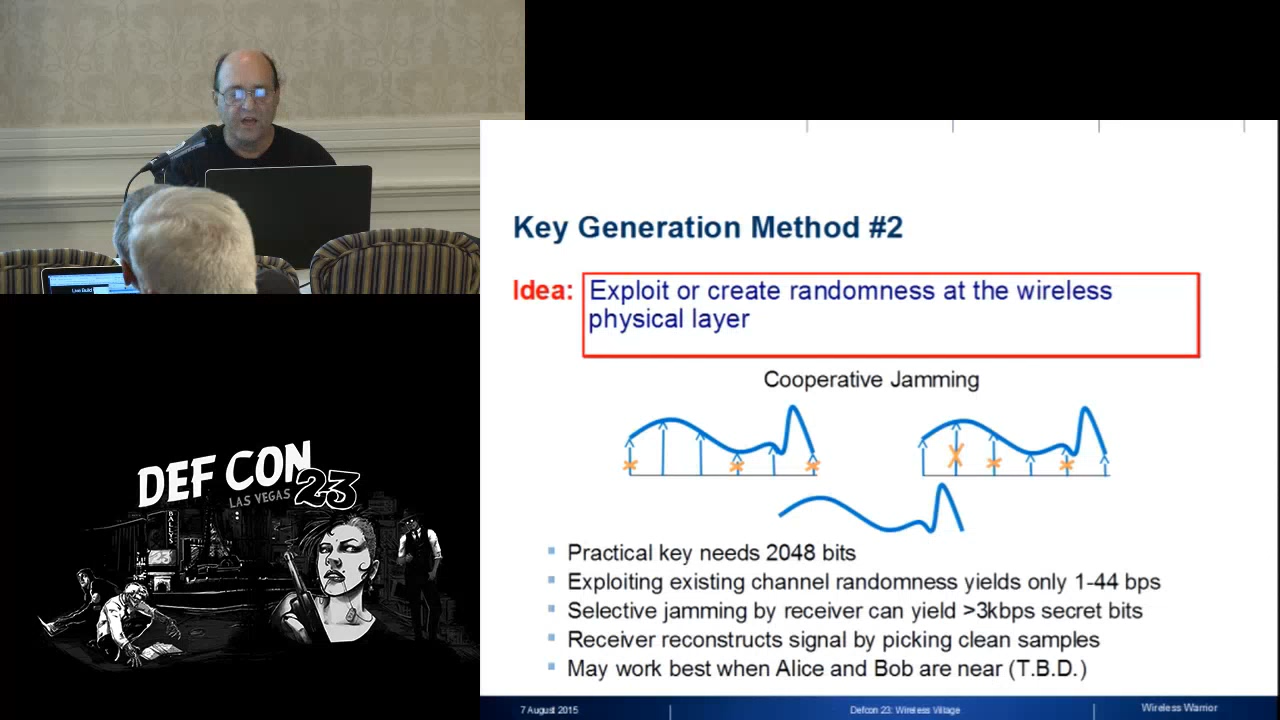 Key Generation Method #2
Idea: Exploit or create randomness at the wireless
physical layer
Cooperative Jamming
Practical key needs 2048 bits
Exploiting existing channel randomness yields only 1-44 bps
Selective jamming by receiver can yield >3kbps secret bits
Receiver reconstructs signal by picking clean samples
May work best when Alice and Bob are near (T.B.D.)
7 August 2015
Defcon 23: Wireless Village
Wireless Warrior
DEF CON
LAS VEGAS 23
BALLYS